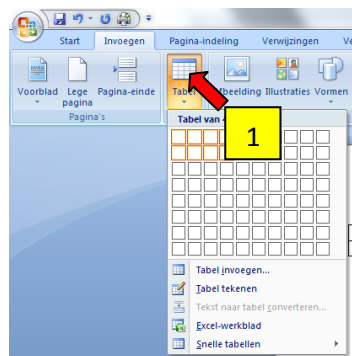 Start Invoegen Pagina-indeling Verwijzingen
Voorblad Lege pagina Pagina-einde Tabel Afbeelding Illustraties Vormen
Pagina's
Tabel van
1
Tabel invoegen...
Tabel tekenen
Tekst naar tabel converteren...
Excel-werkblad
Snelle tabellen